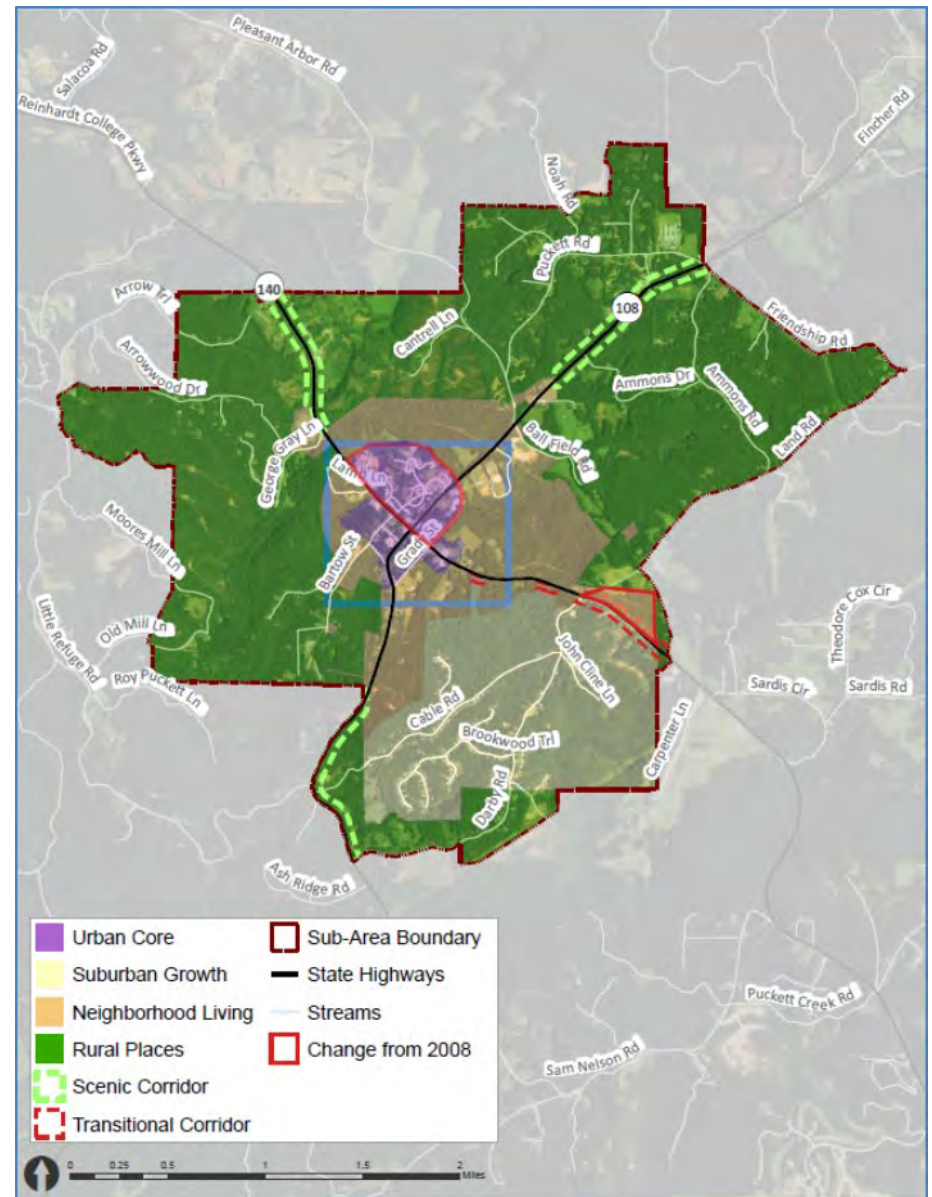 Pleasant Arbor Rd
Salacoa Rd
Reinhardt College Pkwy
Fincher Rd
Noah Rd
Puckett Rd
140
Arrow Trl
108
Cantrell Ln
Friendship Rd
Arrowwood Dr
Ammons Dr
Ammons Rd
Land Rd
George Gray Ln
Ball Field Rd
Ln
Moores Mill Ln
Bartow St
Theodore Cox Cir
Little Refuge Rd
Old Mill Ln
John Cline Ln
Roy Puckett Ln
Sardis Cir
Sardis Rd
Cable Rd
Carpenter Ln
Brookwood Trl
Darby Rd
Ash Ridge Rd
Urban Core
Suburban Growth
Neighborhood Living
Rural Places
Scenic Corridor
Transitional Corridor
Sub-Area Boundary
State Highways
Streams
Change from 2008
Puckett Creek Rd
Sam Nelson Rd
0 0.25 0.5 1 1.5 2
Miles